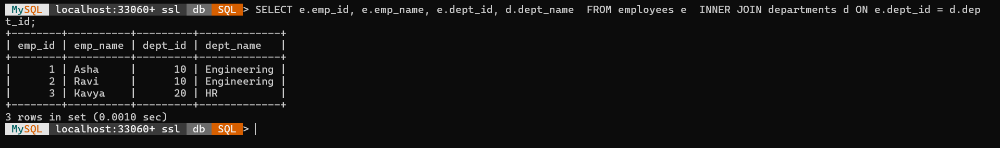 MySQL localhost:33060+ ssl db SQL > SELECT e.emp_id, e.emp_name, e.dept_id, d.dept_name  FROM employees e  INNER JOIN departments d ON e.dept_id = d.dep
t_id;
+--------+----------+---------+-------------+
| emp_id | emp_name | dept_id | dept_name   |
+--------+----------+---------+-------------+
|      1 | Asha     |      10 | Engineering |
|      2 | Ravi     |      10 | Engineering |
|      3 | Kavya    |      20 | HR          |
+--------+----------+---------+-------------+
3 rows in set (0.0010 sec)
MySQL localhost:33060+ ssl db SQL >